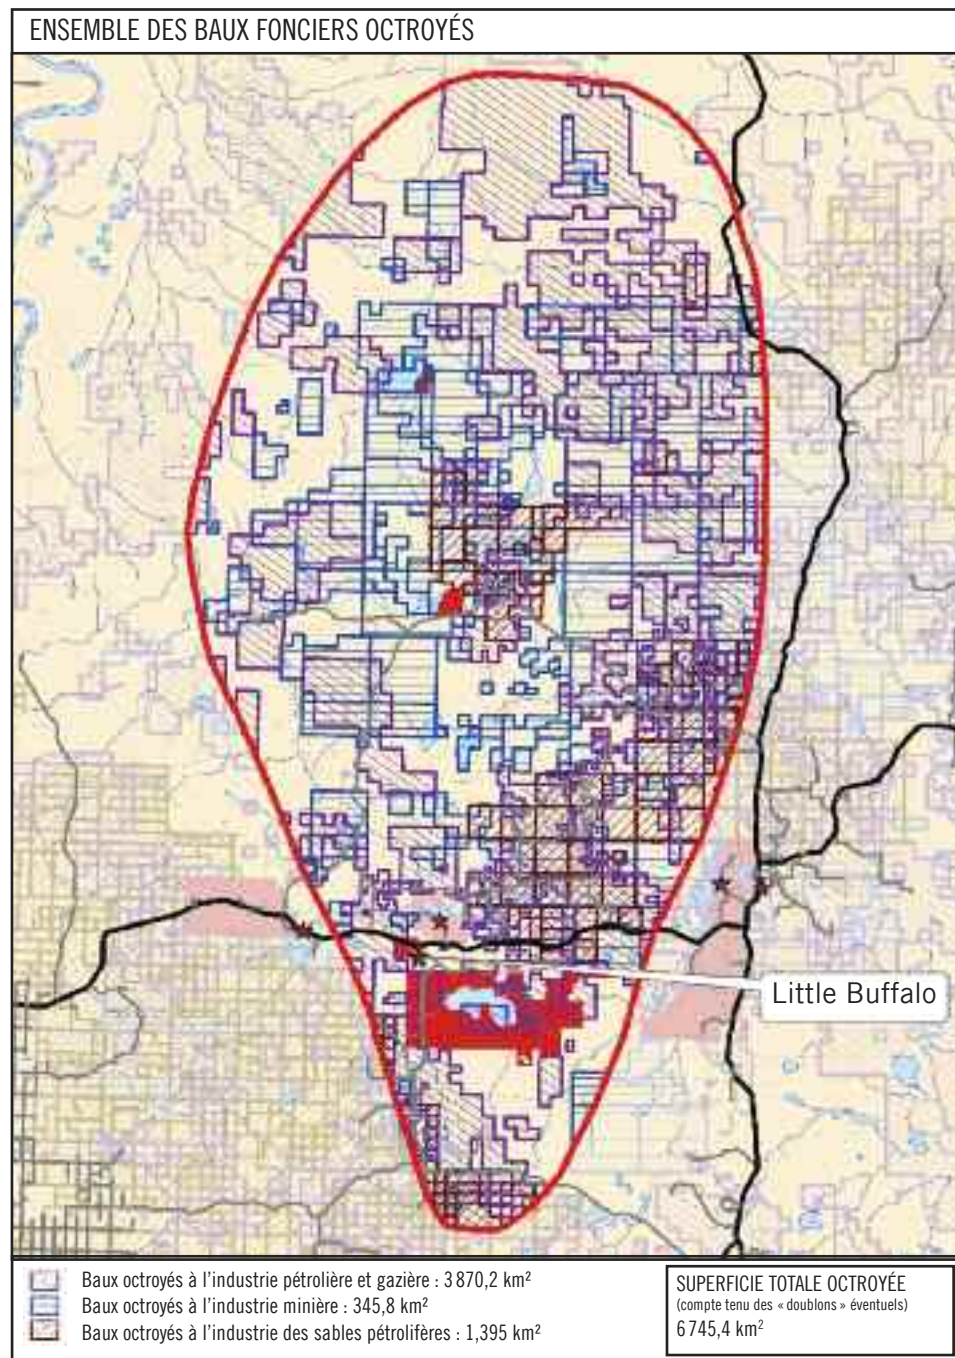 ENSEMBLE DES BAUX FONCIERS OCTROYÉS
Little Buffalo
Baux octroyés à l'industrie pétrolière et gazière : 3 870,2 km²
Baux octroyés à l'industrie minière : 345,8 km²
Baux octroyés à l'industrie des sables pétrolifères : 1,395 km²
SUPERFICIE TOTALE OCTROYÉE
(compte tenu des « doublons » éventuels)
6 745,4 km²